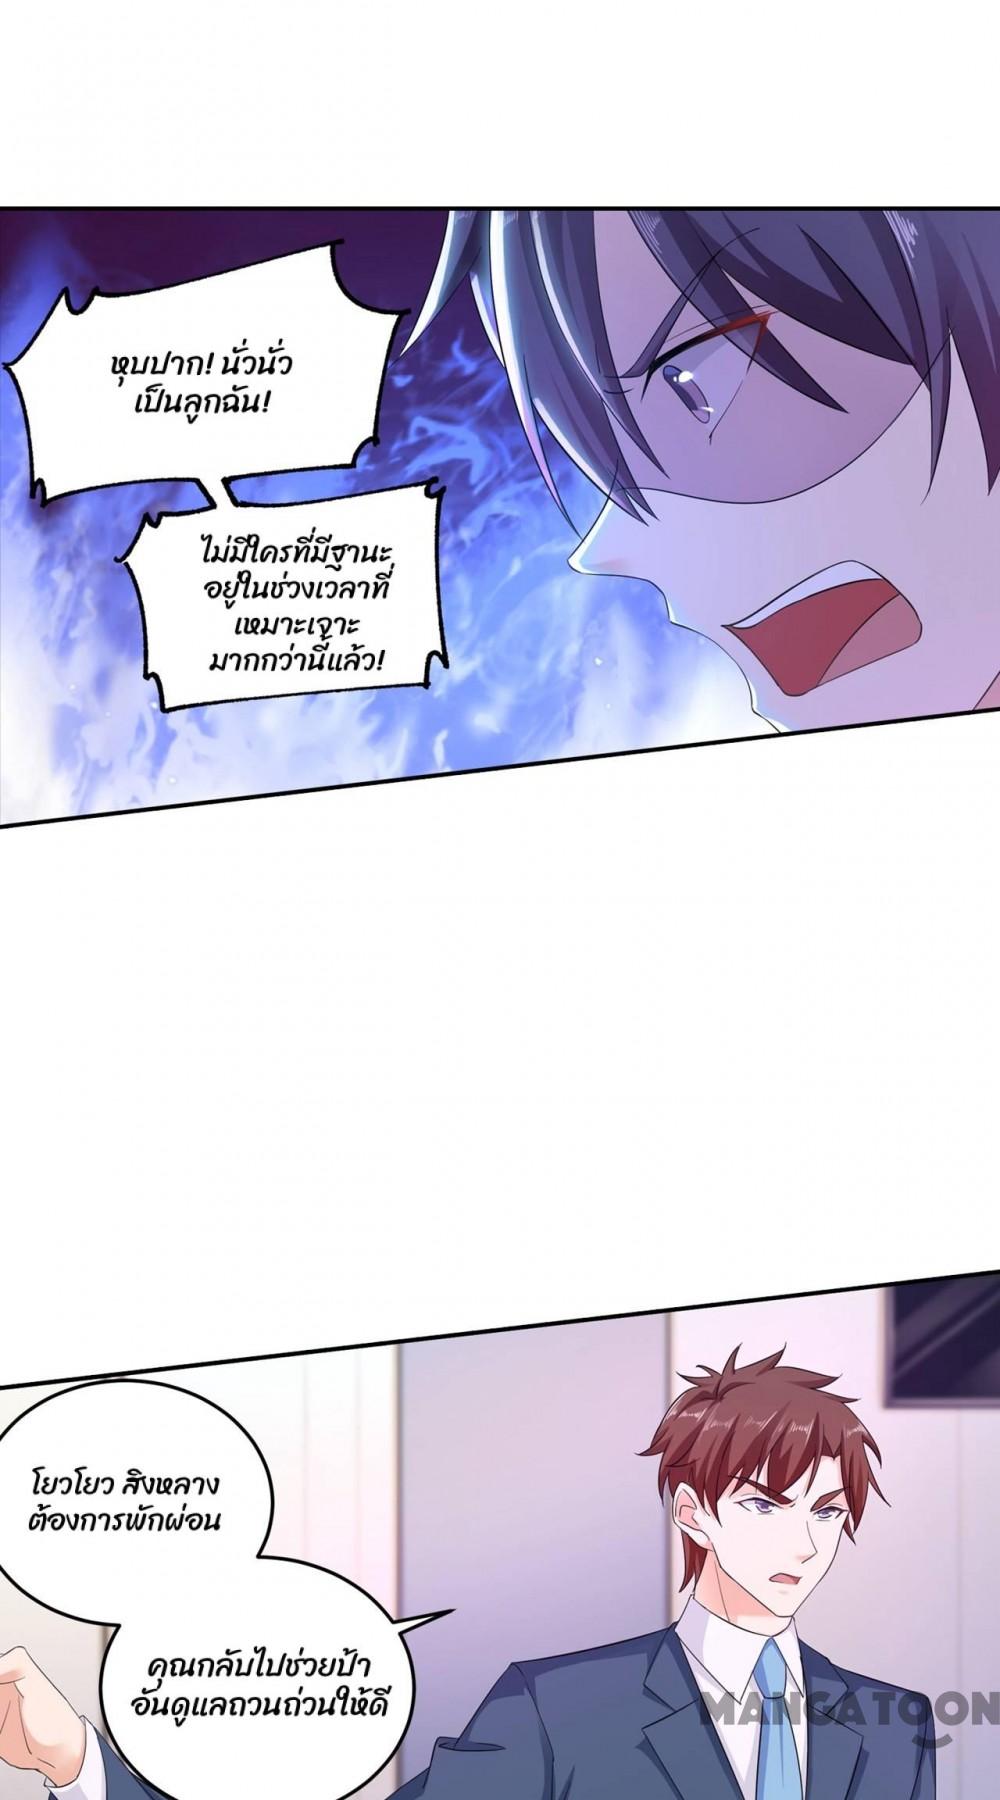 หุบปาก! นั่วนั่ว
เป็นลูกฉัน!
ไม่มีใครที่มีฐานะ
อยู่ในช่วงเวลาที่
เหมาะเจาะ
มากกว่านี้แล้ว!
โยวโยว สิงหลาง
ต้องการพักผ่อน
คุณกลับไปช่วยป้า
อันดูแลถวนถ่วนให้ดี
MANGATOON